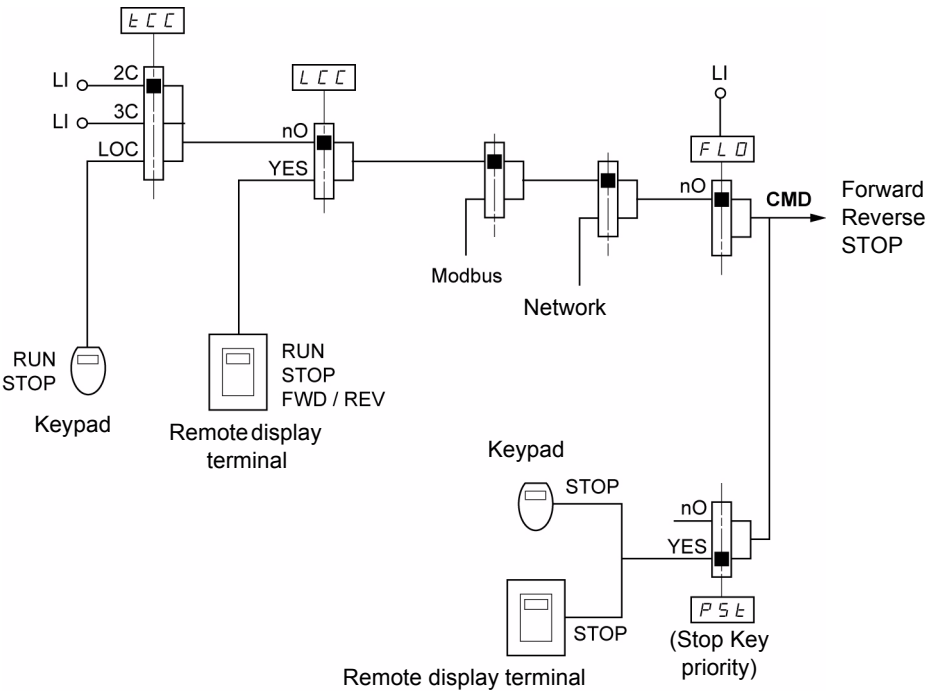 tCC
2C
LI
3C
LI
LOC
LCC
nO
YES
LI
FLO
nO
CMD
Forward
Reverse
STOP
Modbus
Network
RUN
STOP
Keypad
RUN
STOP
FWD / REV
Remote display
terminal
Keypad
STOP
nO
YES
PSt
(Stop Key
priority)
STOP
Remote display terminal